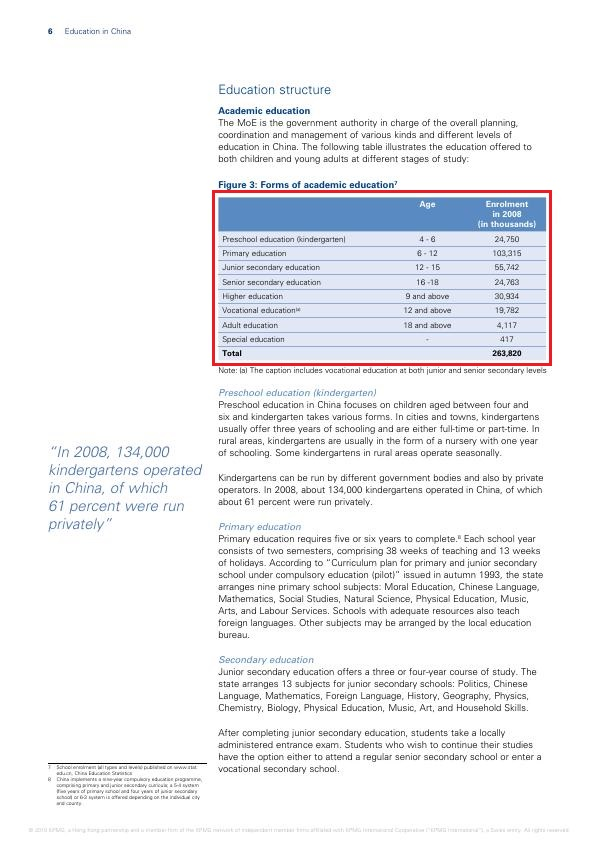 6 Education in China
Education structure
Academic education
The MoE is the government authority in charge of the overall planning,
coordination and management of various kinds and different levels of
education in China. The following table illustrates the education offered to
both children and young adults at different stages of study:
Figure 3: Forms of academic education7
Age Enrolment
in 2008
(in thousands)
Preschool education (kindergarten) 4 - 6 24,750
Primary education 6 - 12 103,315
Junior secondary education 12 - 15 55,742
Senior secondary education 16 -18 24,763
Higher education 9 and above 30,934
Vocational education(a) 12 and above 19,782
Adult education 18 and above 4,117
Special education - 417
Total 263,820
Note: (a) The caption includes vocational education at both junior and senior secondary levels
Preschool education (kindergarten)
Preschool education in China focuses on children aged between four and
six and kindergarten takes various forms. In cities and towns, kindergartens
usually offer three years of schooling and are either full-time or part-time. In
rural areas, kindergartens are usually in the form of a nursery with one year
of schooling. Some kindergartens in rural areas operate seasonally.
Kindergartens can be run by different government bodies and also by private
operators. In 2008, about 134,000 kindergartens operated in China, of which
about 61 percent were run privately.
"In 2008, 134,000
kindergartens operated
in China, of which
61 percent were run
privately"
Primary education
Primary education requires five or six years to complete.8 Each school year
consists of two semesters, comprising 38 weeks of teaching and 13 weeks
of holidays. According to "Curriculum plan for primary and junior secondary
school under compulsory education (pilot)" issued in autumn 1993, the state
arranges nine primary school subjects: Moral Education, Chinese Language,
Mathematics, Social Studies, Natural Science, Physical Education, Music,
Arts, and Labour Services. Schools with adequate resources also teach
foreign languages. Other subjects may be arranged by the local education
bureau.
Secondary education
Junior secondary education offers a three or four-year course of study. The
state arranges 13 subjects for junior secondary schools: Politics, Chinese
Language, Mathematics, Foreign Language, History, Geography, Physics,
Chemistry, Biology, Physical Education, Music, Art, and Household Skills.
After completing junior secondary education, students take a locally
administered entrance exam. Students who wish to continue their studies
have the option either to attend a regular senior secondary school or enter a
vocational secondary school.
7 School enrolment (all types and levels) published on www.stat.
edu.cn, China Education Statistics
8 China implements a nine-year compulsory education programme,
comprising primary and junior secondary curricula; a 5-4 system
(five years of primary school and four years of junior secondary
school) or 6-3 system is offered depending on the individual city
and county.
© 2010 KPMG, a Hong Kong partnership and a member firm of the KPMG network of independent member firms affiliated with KPMG International Cooperative ("KPMG International"), a Swiss entity. All rights reserved.